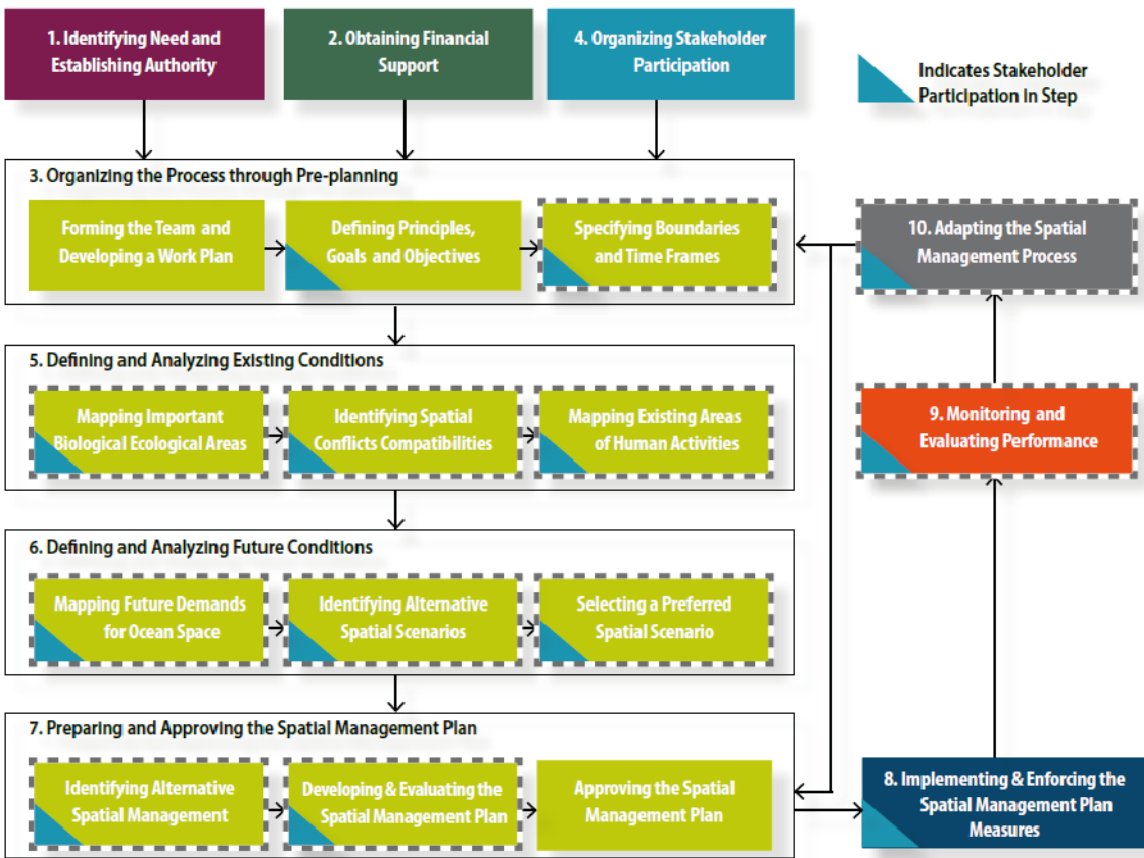 1. Identifying Need and
Establishing Authority
2. Obtaining Financial
Support
4. Organizing Stakeholder
Participation
Indicates Stakeholder
Participation in Step
3. Organizing the Process through Pre-planning
Forming the Team and
Developing a Work Plan
Defining Principles,
Goals and Objectives
Specifying Boundaries
and Time Frames
10. Adapting the Spatial
Management Process
5. Defining and Analyzing Existing Conditions
Mapping Important
Biological Ecological Areas
Identifying Spatial
Conflicts Compatibilities
Mapping Existing Areas
of Human Activities
9. Monitoring and
Evaluating Performance
6. Defining and Analyzing Future Conditions
Mapping Future Demands
for Ocean Space
Identifying Alternative
Spatial Scenarios
Selecting a Preferred
Spatial Scenario
7. Preparing and Approving the Spatial Management Plan
Identifying Alternative
Spatial Management
Developing & Evaluating the
Spatial Management Plan
Approving the Spatial
Management Plan
8. Implementing & Enforcing the
Spatial Management Plan
Measures